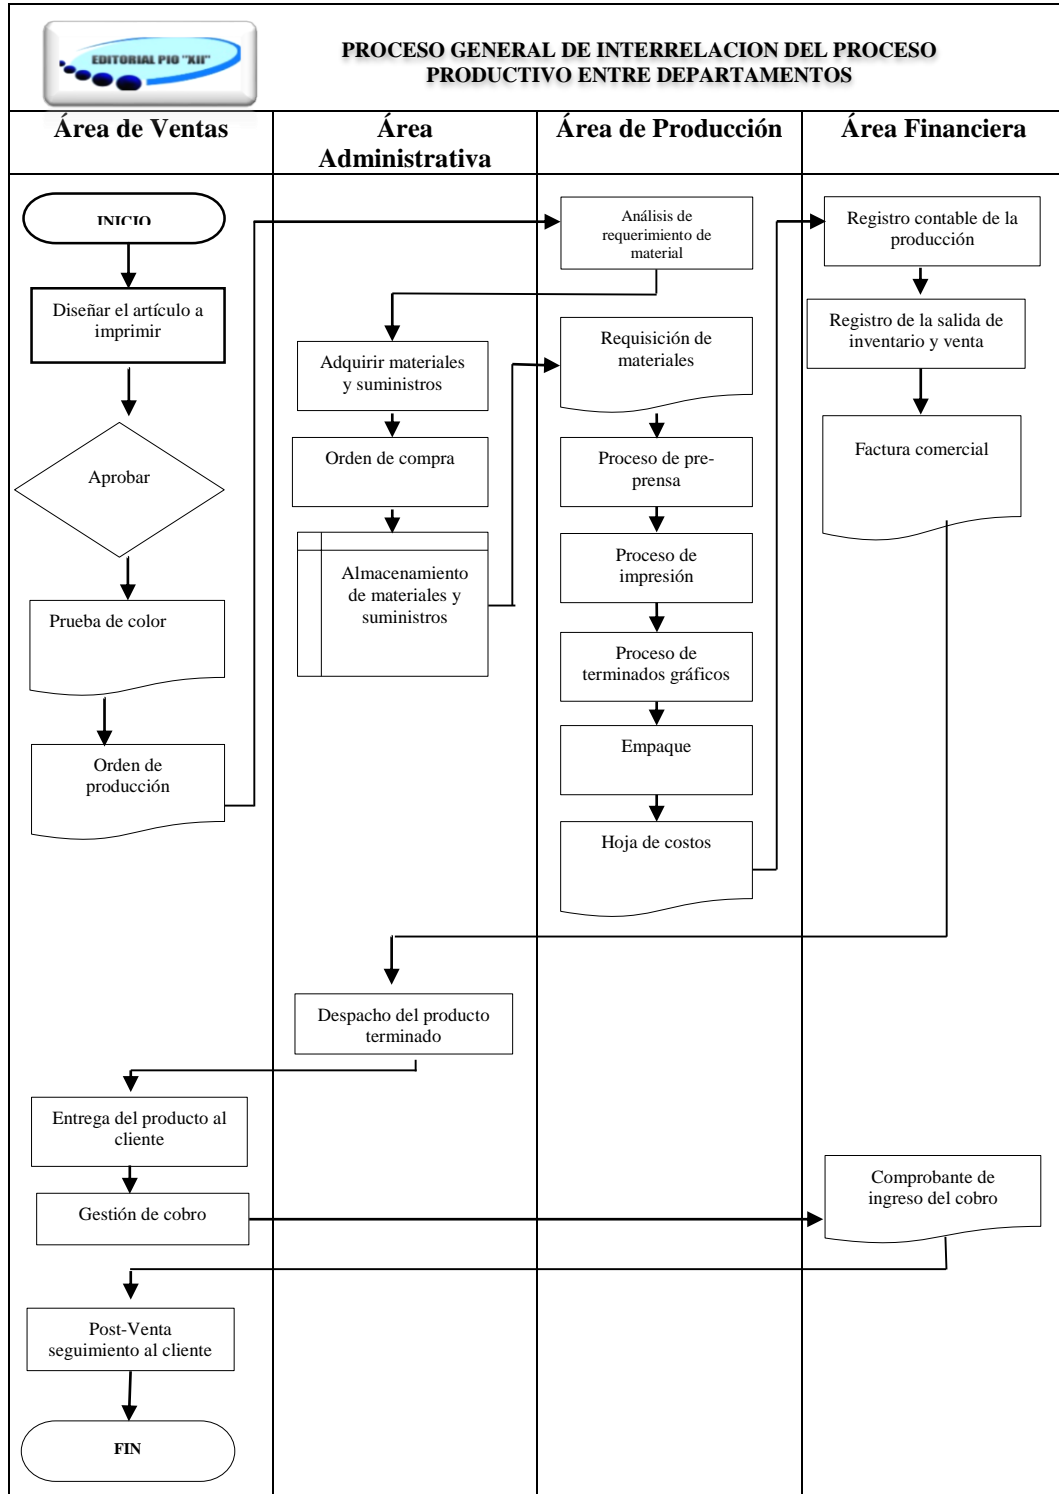 EDITORIAL PIO "XII"
PROCESO GENERAL DE INTERRELACION DEL PROCESO
PRODUCTIVO ENTRE DEPARTAMENTOS
Área de Ventas
Área
Administrativa
Área de Producción
Área Financiera
INICIO
Diseñar el artículo a
imprimir
Aprobar
Prueba de color
Orden de
producción
Análisis de
requerimiento de
material
Adquirir materiales
y suministros
Orden de compra
Almacenamiento
de materiales y
suministros
Requisición de
materiales
Proceso de pre-
prensa
Proceso de
impresión
Proceso de
terminados gráficos
Empaque
Hoja de costos
Registro contable de la
producción
Registro de la salida de
inventario y venta
Factura comercial
Despacho del producto
terminado
Entrega del producto al
cliente
Gestión de cobro
Comprobante de
ingreso del cobro
Post-Venta
seguimiento al cliente
FIN